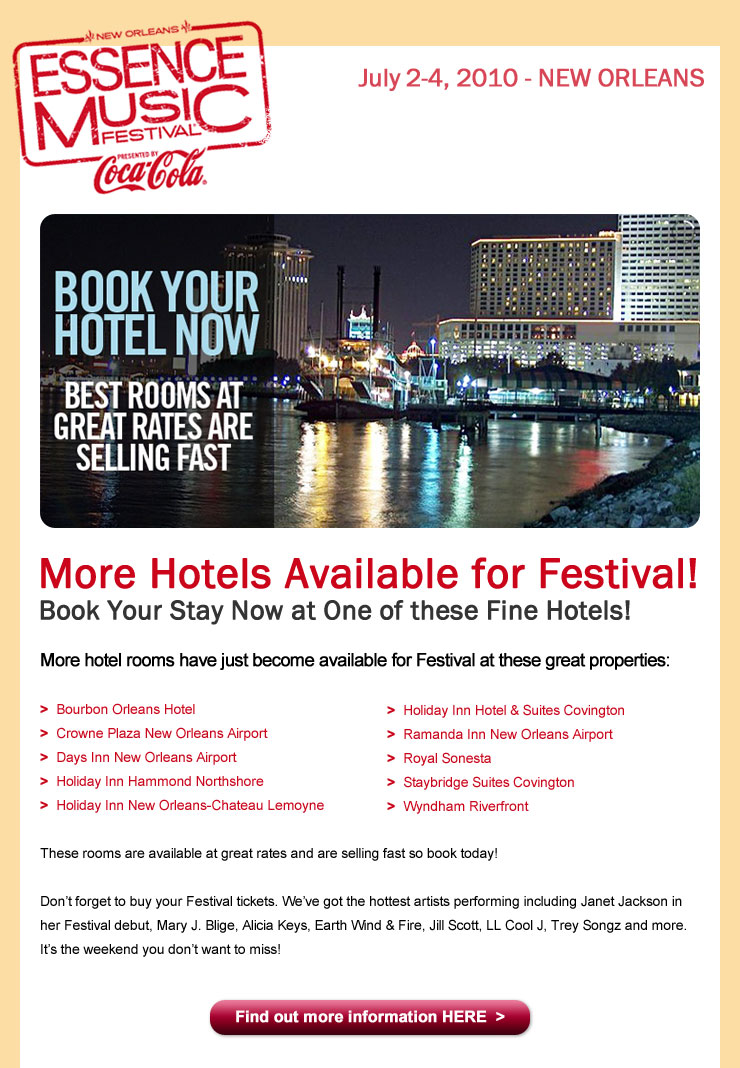 NEW ORLEANS
ESSENCE
MUSIC
FESTIVAL®
PRESENTED BY
Coca-Cola®
July 2-4, 2010 - NEW ORLEANS
BOOK YOUR
HOTEL NOW
BEST ROOMS AT
GREAT RATES ARE
SELLING FAST
More Hotels Available for Festival!
Book Your Stay Now at One of these Fine Hotels!
More hotel rooms have just become available for Festival at these great properties:
> Bourbon Orleans Hotel
> Crowne Plaza New Orleans Airport
> Days Inn New Orleans Airport
> Holiday Inn Hammond Northshore
> Holiday Inn New Orleans-Chateau Lemoyne
> Holiday Inn Hotel & Suites Covington
> Ramanda Inn New Orleans Airport
> Royal Sonesta
> Staybridge Suites Covington
> Wyndham Riverfront
These rooms are available at great rates and are selling fast so book today!
Don't forget to buy your Festival tickets. We've got the hottest artists performing including Janet Jackson in
her Festival debut, Mary J. Blige, Alicia Keys, Earth Wind & Fire, Jill Scott, LL Cool J, Trey Songz and more.
It's the weekend you don't want to miss!
Find out more information HERE >